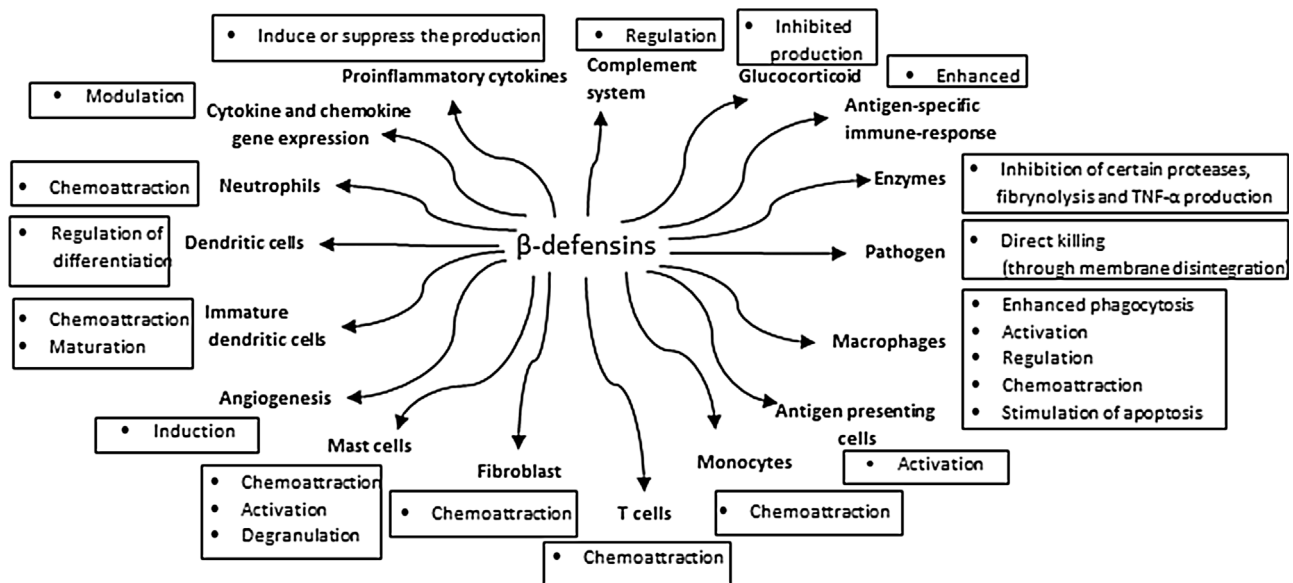 • Induce or suppress the production
Proinflammatory cytokines
• Regulation
Complement
system
• Inhibited
production
Glucocorticoid
• Enhanced
Antigen-specific
immune-response
• Modulation
Cytokine and chemokine
gene expression
• Chemoattraction
Neutrophils
Enzymes
• Inhibition of certain proteases,
fibrynolysis and TNF-α production
• Regulation of
differentiation
Dendritic cells
β-defensins
Pathogen
• Direct killing
(through membrane disintegration)
• Chemoattraction
• Maturation
Immature
dendritic cells
Macrophages
• Enhanced phagocytosis
• Activation
• Regulation
• Chemoattraction
• Stimulation of apoptosis
Angiogenesis
• Induction
Mast cells
• Chemoattraction
• Activation
• Degranulation
Fibroblast
• Chemoattraction
T cells
• Chemoattraction
Monocytes
• Chemoattraction
Antigen presenting
cells
• Activation